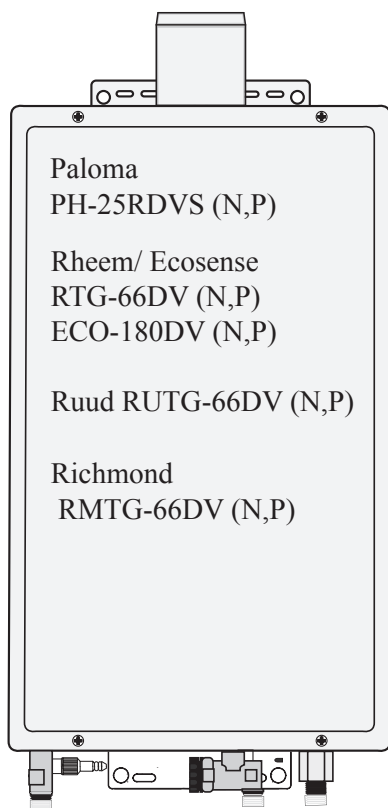 Paloma
PH-25RDVS (N,P)
Rheem/ Ecosense
RTG-66DV (N,P)
ECO-180DV (N,P)
Ruud RUTG-66DV (N,P)
Richmond
RMTG-66DV (N,P)